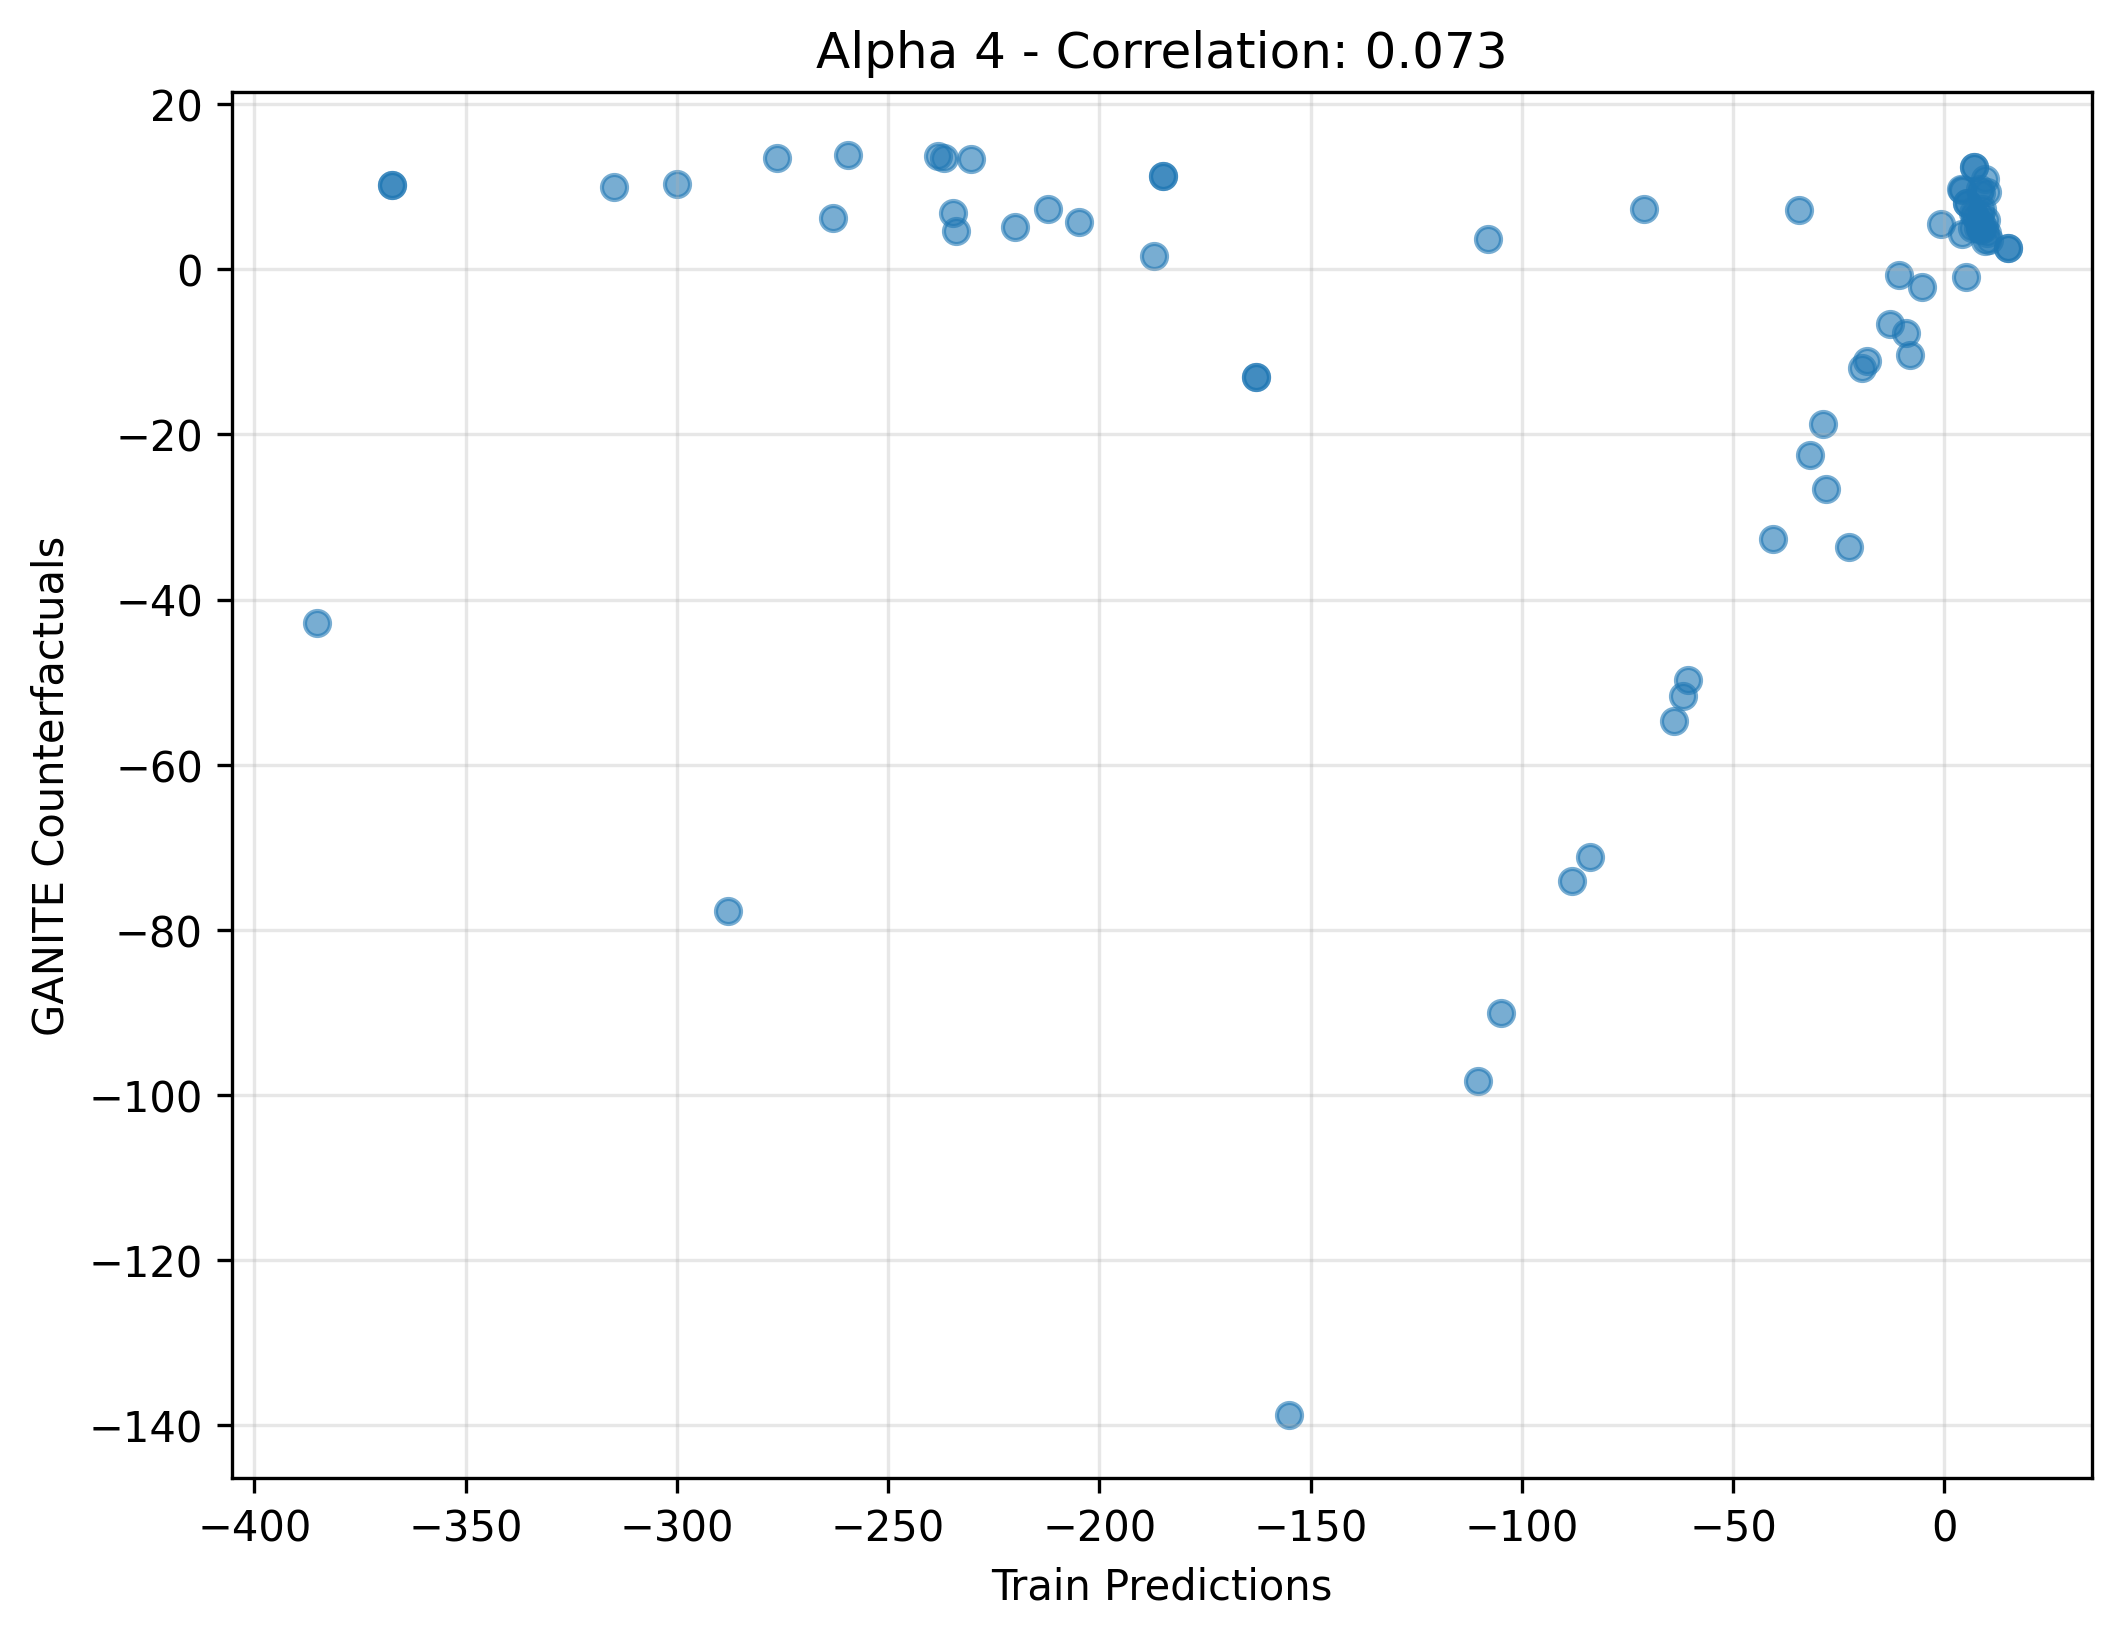 Alpha 4 - Correlation: 0.073
20
0
−20
−40
−60
−80
−100
−120
−140
GANITE Counterfactuals
−400 −350 −300 −250 −200 −150 −100 −50 0
Train Predictions